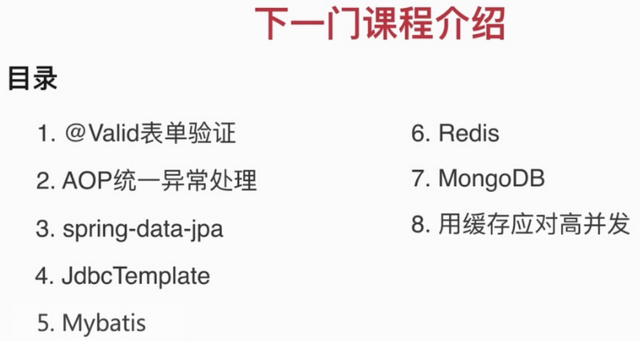 下一门课程介绍
目录
1. @Valid表单验证
2. AOP统一异常处理
3. spring-data-jpa
4. JdbcTemplate
5. Mybatis
6. Redis
7. MongoDB
8. 用缓存应对高并发